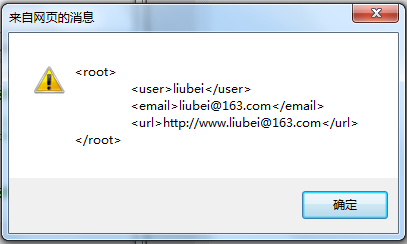 来自网页的消息
<root>
<user>liubei</user>
<email>liubei@163.com</email>
<url>http://www.liubei@163.com</url>
</root>
确定